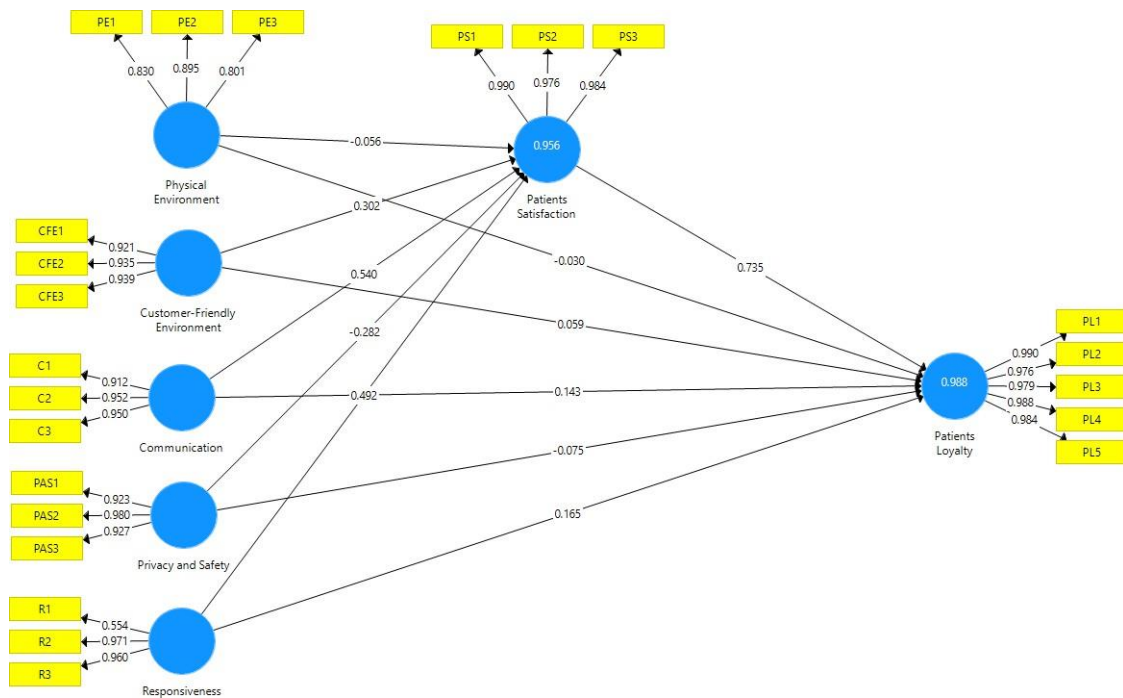 PE1
PE2
PE3
0.830
0.895
0.801
Physical
Environment
PS1
PS2
PS3
0.990
0.976
0.984
0.956
Patients
Satisfaction
-0.056
0.302
0.540
-0.282
0.492
0.735
-0.030
0.059
0.143
-0.075
0.165
CFE1
CFE2
CFE3
0.921
0.935
0.939
Customer-Friendly
Environment
C1
C2
C3
0.912
0.952
0.950
Communication
PAS1
PAS2
PAS3
0.923
0.980
0.927
Privacy and Safety
R1
R2
R3
0.554
0.971
0.960
Responsiveness
0.988
Patients
Loyalty
0.990
0.976
0.979
0.988
0.984
PL1
PL2
PL3
PL4
PL5